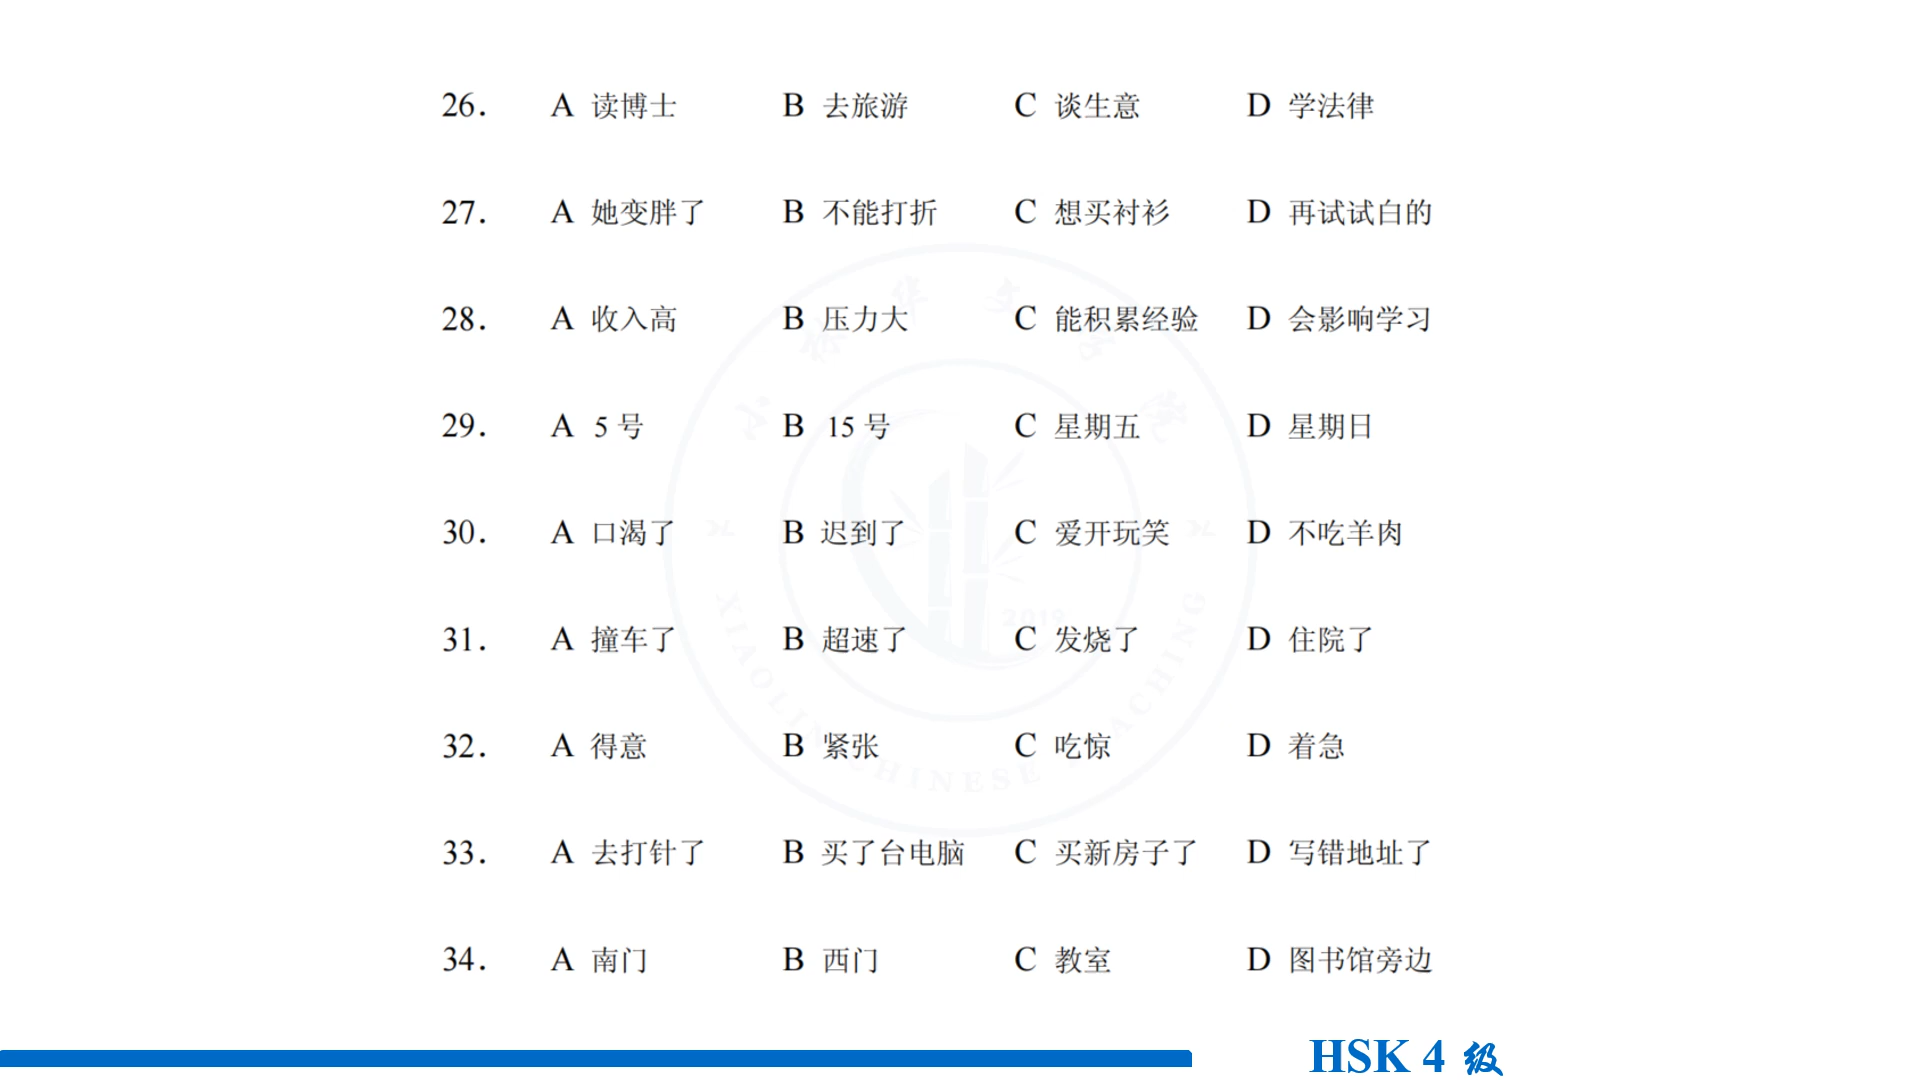 26. A 读博士 B 去旅游 C 谈生意 D 学法律
27. A 她变胖了 B 不能打折 C 想买衬衫 D 再试试白的
28. A 收入高 B 压力大 C 能积累经验 D 会影响学习
29. A 5 号 B 15 号 C 星期五 D 星期日
30. A 口渴了 B 迟到了 C 爱开玩笑 D 不吃羊肉
31. A 撞车了 B 超速了 C 发烧了 D 住院了
32. A 得意 B 紧张 C 吃惊 D 着急
33. A 去打针了 B 买了台电脑 C 买新房子了 D 写错地址了
34. A 南门 B 西门 C 教室 D 图书馆旁边
2019
HSK 4 级